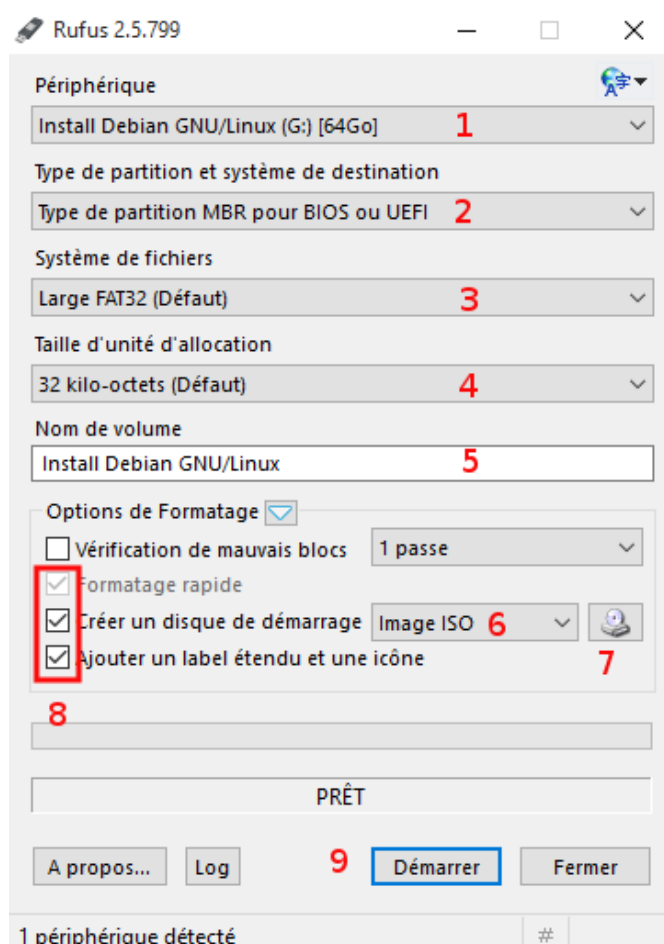 Rufus 2.5.799
Périphérique
Install Debian GNU/Linux (G:) [64Go] 1
Type de partition et système de destination
Type de partition MBR pour BIOS ou UEFI 2
Système de fichiers
Large FAT32 (Défaut) 3
Taille d'unité d'allocation
32 kilo-octets (Défaut) 4
Nom de volume
Install Debian GNU/Linux 5
Options de Formatage
Vérification de mauvais blocs 1 passe
Formatage rapide
Créer un disque de démarrage Image ISO 6
Ajouter un label étendu et une icône 7
8
PRÊT
A propos... Log 9 Démarrer Fermer
1 périphérique détecté #